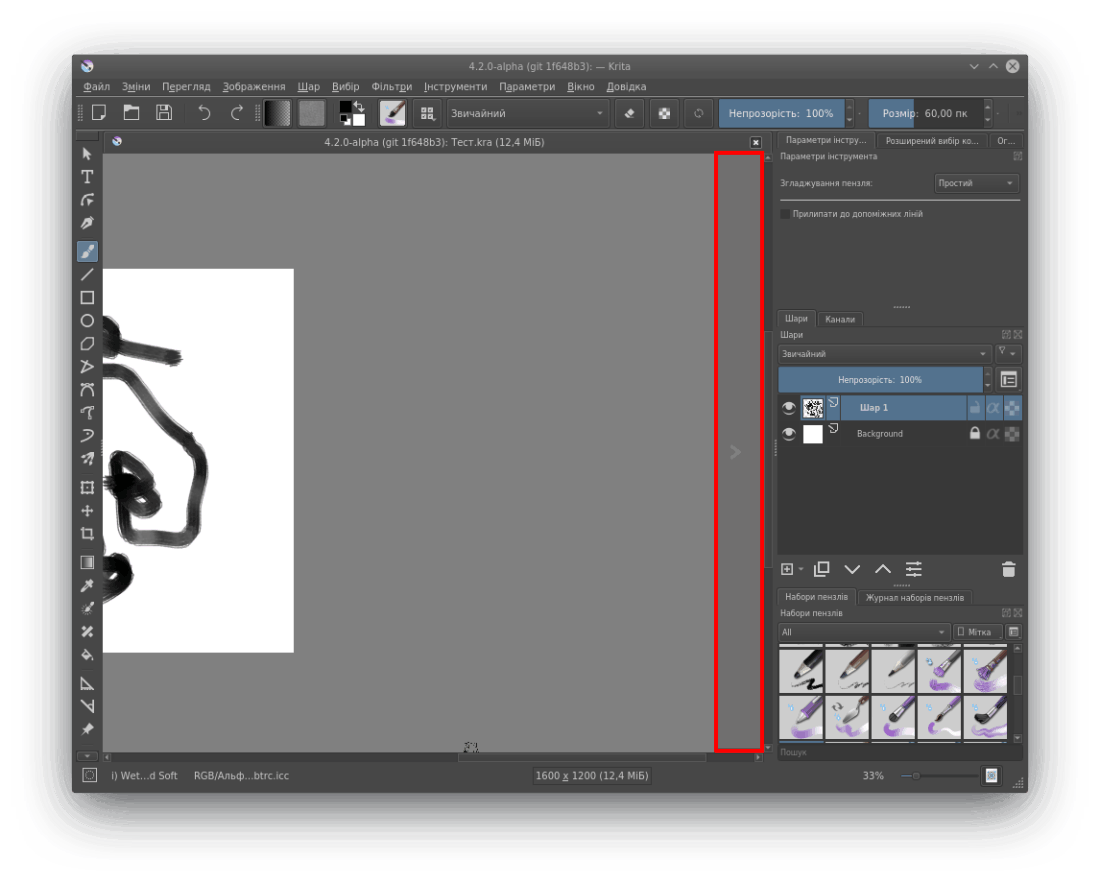 4.2.0-alpha (git 1f648b3): — Krita
Файл Зміни Перегляд Зображення Шар Вибір Фільтри Інструменти Параметри Вікно Довідка
Звичайний Непрозорість: 100% Розмір: 60,00 пк
4.2.0-alpha (git 1f648b3): Тест.kra (12,4 МіБ)
Параметри інстру... Розширений вибір ко... Ог...
Параметри інструмента
Згладжування пензля: Простий
Прилипати до допоміжних ліній
Шари Канали
Шари
Звичайний
Непрозорість: 100%
Шар 1
Background
Набори пензлів Журнал наборів пензлів
Набори пензлів
All Мітка
Пошук
i) Wet...d Soft RGB/Альф...btrc.icc 1600 x 1200 (12,4 МіБ) 33%